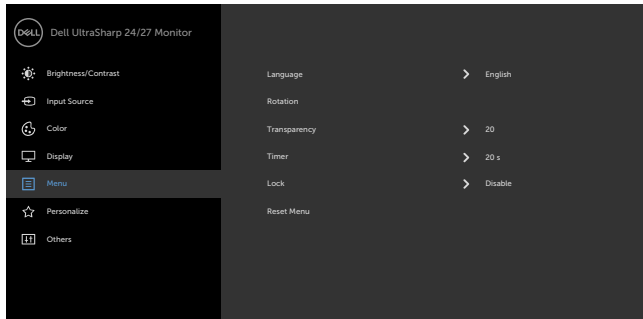 DELL Dell UltraSharp 24/27 Monitor
Brightness/Contrast
Input Source
Color
Display
Menu
Personalize
Others
Language > English
Rotation
Transparency > 20
Timer > 20 s
Lock > Disable
Reset Menu